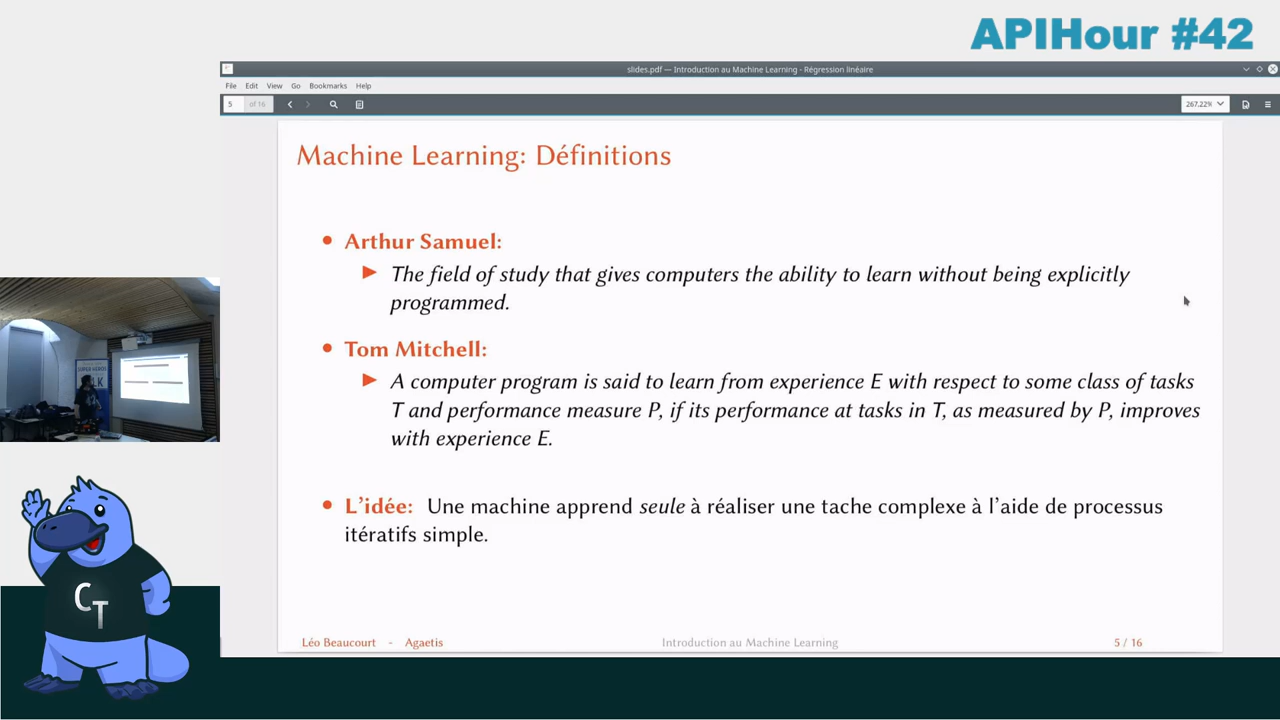 APIHour #42
slides.pdf — Introduction au Machine Learning - Régression linéaire
File Edit View Go Bookmarks Help
5 of 16
267.22%
Machine Learning: Définitions
• Arthur Samuel:
The field of study that gives computers the ability to learn without being explicitly
programmed.
• Tom Mitchell:
A computer program is said to learn from experience E with respect to some class of tasks
T and performance measure P, if its performance at tasks in T, as measured by P, improves
with experience E.
• L'idée: Une machine apprend seule à réaliser une tache complexe à l'aide de processus
itératifs simple.
Léo Beaucourt - Agaetis
Introduction au Machine Learning
5 / 16
CT